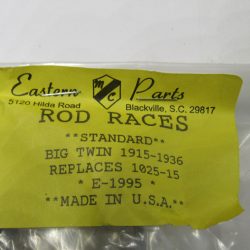 Eastern MC Parts
5120 Hilda Road Blackville, S.C. 29817
ROD RACES
**STANDARD**
BIG TWIN 1915-1936
REPLACES 1025-15
* E-1995 *
**MADE IN U.S.A.**